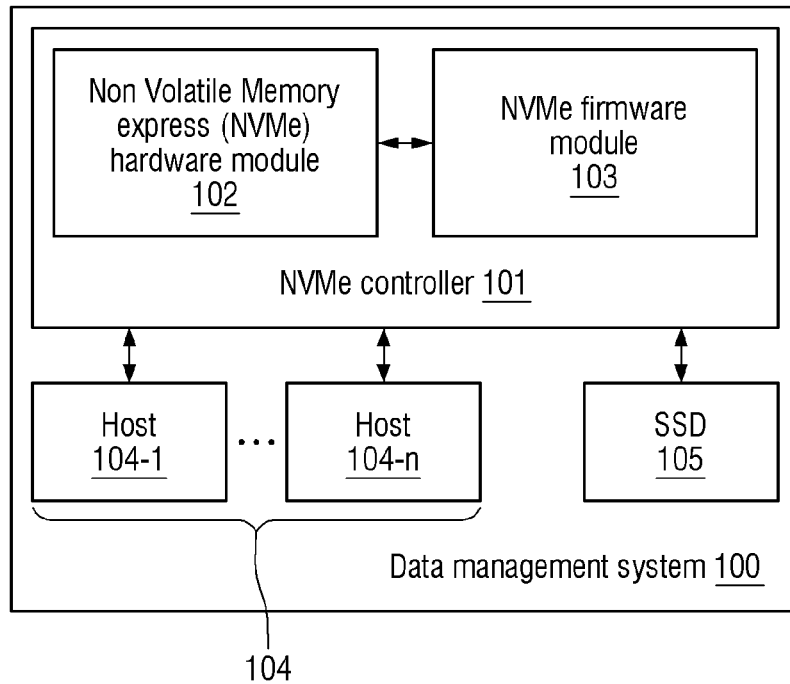 Non Volatile Memory
express (NVMe)
hardware module
102
NVMe firmware
module
103
NVMe controller 101
Host
104-1
...
Host
104-n
SSD
105
Data management system 100
104